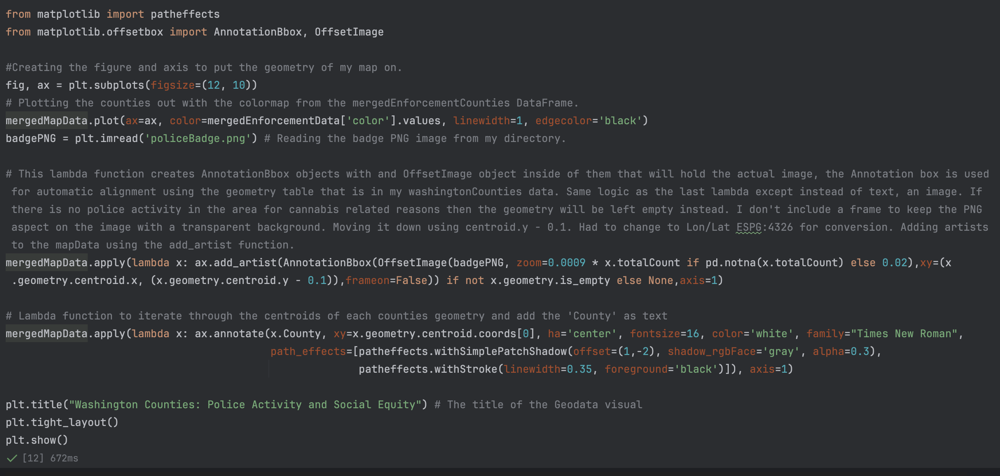 from matplotlib import patheffects
from matplotlib.offsetbox import AnnotationBbox, OffsetImage
#Creating the figure and axis to put the geometry of my map on.
fig, ax = plt.subplots(figsize=(12, 10))
# Plotting the counties out with the colormap from the mergedEnforcementCounties DataFrame.
mergedMapData.plot(ax=ax, color=mergedEnforcementData['color'].values, linewidth=1, edgecolor='black')
badgePNG = plt.imread('policeBadge.png') # Reading the badge PNG image from my directory.
# This lambda function creates AnnotationBbox objects with and OffsetImage object inside of them that will hold the actual image, the Annotation box is used
for automatic alignment using the geometry table that is in my washingtonCounties data. Same logic as the last lambda except instead of text, an image. If
there is no police activity in the area for cannabis related reasons then the geometry will be left empty instead. I don't include a frame to keep the PNG
aspect on the image with a transparent background. Moving it down using centroid.y - 0.1. Had to change to Lon/Lat ESPG:4326 for conversion. Adding artists
to the mapData using the add_artist function.
mergedMapData.apply(lambda x: ax.add_artist(AnnotationBbox(OffsetImage(badgePNG, zoom=0.0009 * x.totalCount if pd.notna(x.totalCount) else 0.02),xy=(x
.geometry.centroid.x, (x.geometry.centroid.y - 0.1)),frameon=False)) if not x.geometry.is_empty else None,axis=1)
# Lambda function to iterate through the centroids of each counties geometry and add the 'County' as text
mergedMapData.apply(lambda x: ax.annotate(x.County, xy=x.geometry.centroid.coords[0], ha='center', fontsize=16, color='white', family="Times New Roman",
path_effects=[patheffects.withSimplePatchShadow(offset=(1,-2), shadow_rgbFace='gray', alpha=0.3),
patheffects.withStroke(linewidth=0.35, foreground='black')]), axis=1)
plt.title("Washington Counties: Police Activity and Social Equity") # The title of the Geodata visual
plt.tight_layout()
plt.show()
[12] 672ms